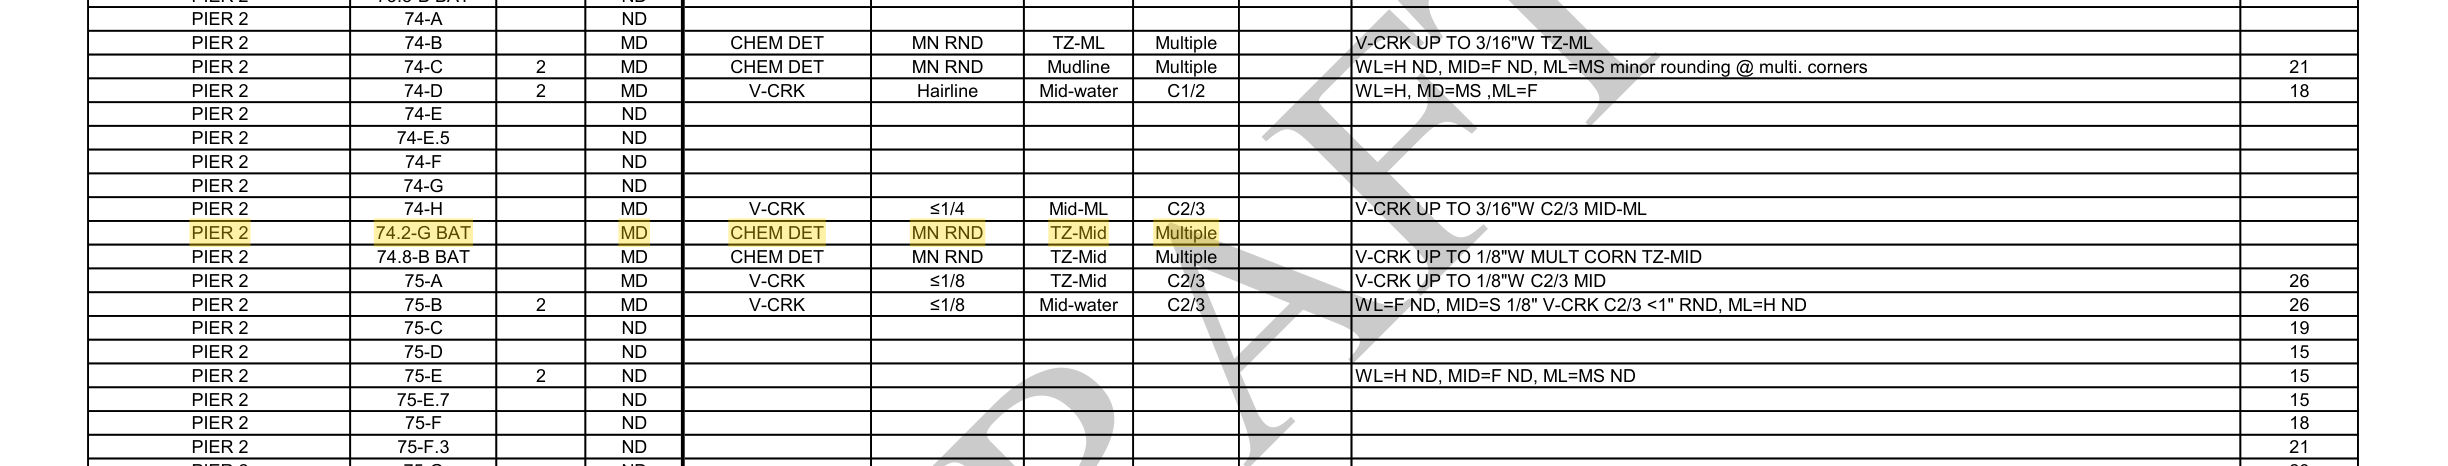 PIER 2 74-A ND
PIER 2 74-B MD CHEM DET MN RND TZ-ML Multiple V-CRK UP TO 3/16"W TZ-ML
PIER 2 74-C 2 MD CHEM DET MN RND Mudline Multiple WL=H ND, MID=F ND, ML=MS minor rounding @ multi. corners 21
PIER 2 74-D 2 MD V-CRK Hairline Mid-water C1/2 WL=H, MD=MS ,ML=F 18
PIER 2 74-E ND
PIER 2 74-E.5 ND
PIER 2 74-F ND
PIER 2 74-G ND
PIER 2 74-H MD V-CRK ≤1/4 Mid-ML C2/3 V-CRK UP TO 3/16"W C2/3 MID-ML
PIER 2 74.2-G BAT MD CHEM DET MN RND TZ-Mid Multiple
PIER 2 74.8-B BAT MD CHEM DET MN RND TZ-Mid Multiple V-CRK UP TO 1/8"W MULT CORN TZ-MID
PIER 2 75-A MD V-CRK ≤1/8 TZ-Mid C2/3 V-CRK UP TO 1/8"W C2/3 MID 26
PIER 2 75-B 2 MD V-CRK ≤1/8 Mid-water C2/3 WL=F ND, MID=S 1/8" V-CRK C2/3 <1" RND, ML=H ND 26
PIER 2 75-C ND 19
PIER 2 75-D ND 15
PIER 2 75-E 2 ND WL=H ND, MID=F ND, ML=MS ND 15
PIER 2 75-E.7 ND 15
PIER 2 75-F ND 18
PIER 2 75-F.3 ND 21